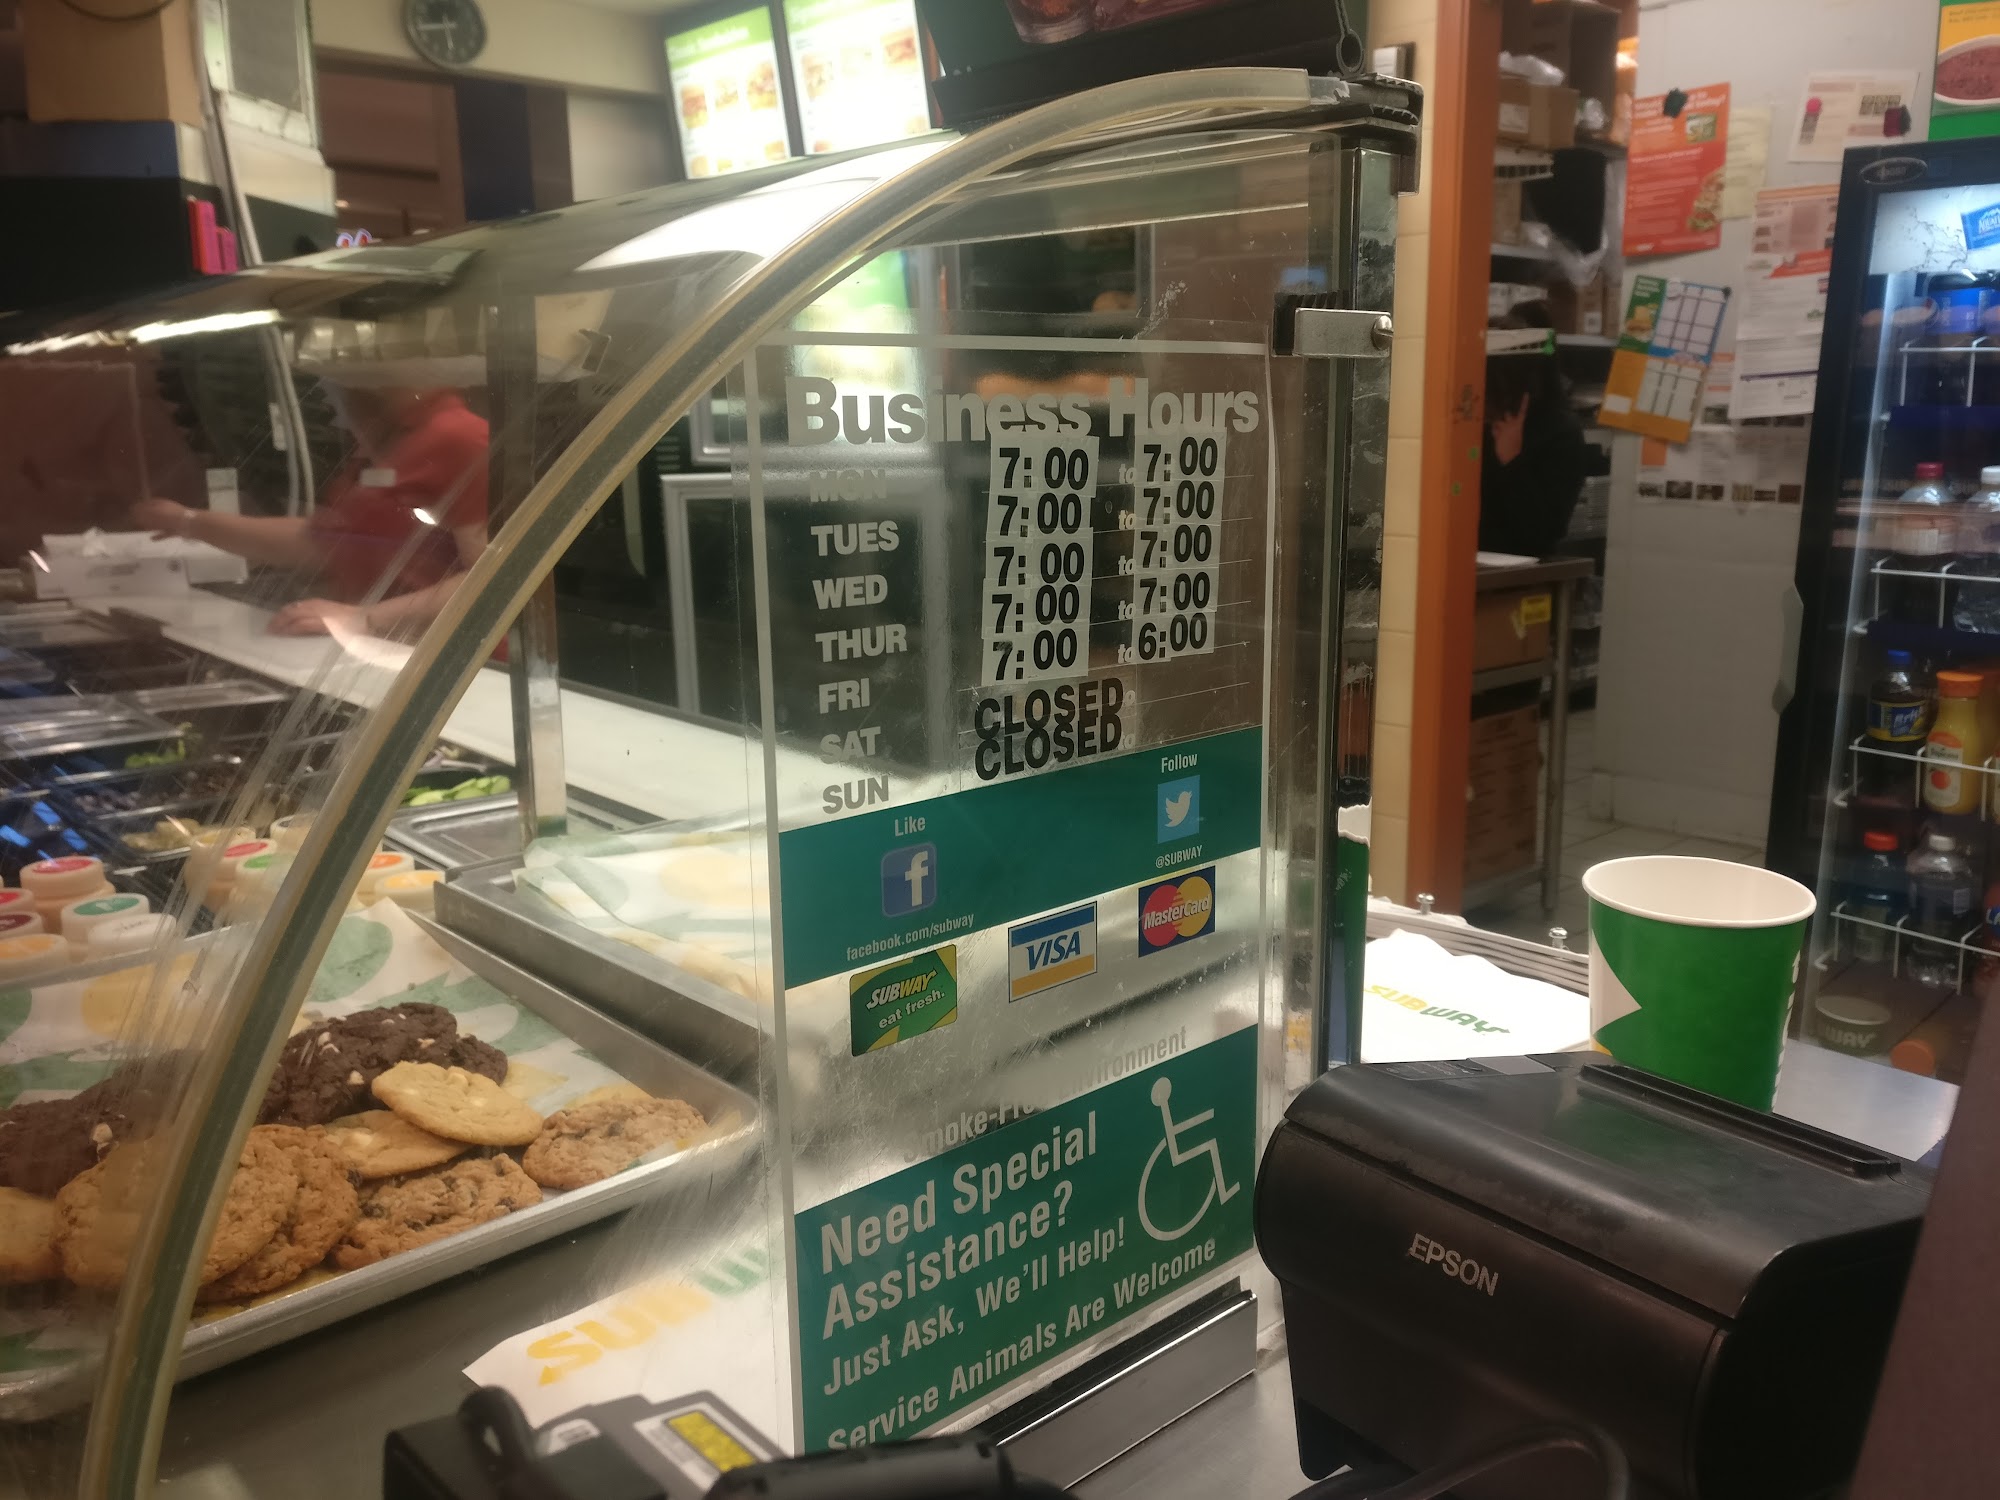 Business Hours
MON 7:00 to 7:00
TUES 7:00 to 7:00
WED 7:00 to 7:00
THUR 7:00 to 7:00
FRI 7:00 to 6:00
SAT CLOSED to
SUN CLOSED to
Like
Follow
f
@SUBWAY
facebook.com/subway
SUBWAY
eat fresh.
VISA
MasterCard
Smoke-Free Environment
Need Special
Assistance?
Just Ask, We'll Help!
Service Animals Are Welcome
SUBWAY
SUBWAY
EPSON